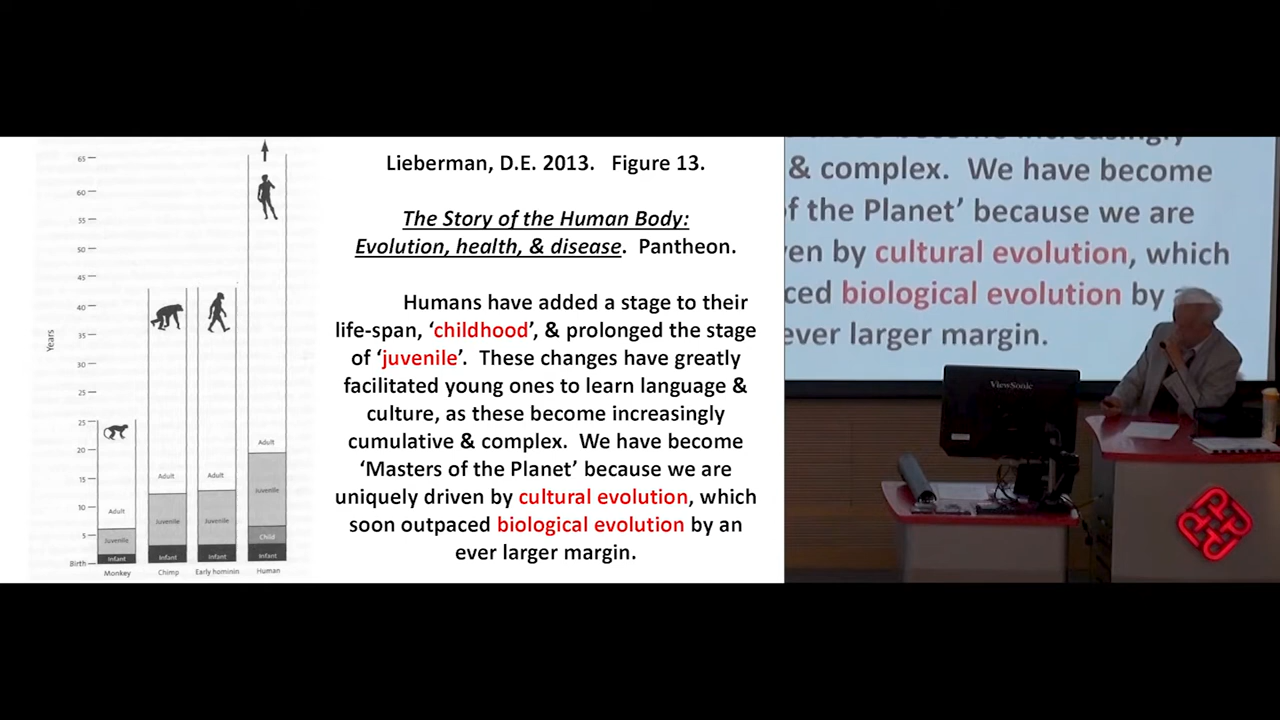 65
60
55
50
45
40
35
30
25
20
15
10
5
Birth
Years
Adult
Juvenile
Infant
Monkey
Adult
Juvenile
Infant
Chimp
Adult
Juvenile
Infant
Early hominin
Adult
Juvenile
Child
Infant
Human
Lieberman, D.E. 2013. Figure 13.
The Story of the Human Body:
Evolution, health, & disease. Pantheon.
Humans have added a stage to their
life-span, ‘childhood’, & prolonged the stage
of ‘juvenile’. These changes have greatly
facilitated young ones to learn language &
culture, as these become increasingly
cumulative & complex. We have become
‘Masters of the Planet’ because we are
uniquely driven by cultural evolution, which
soon outpaced biological evolution by an
ever larger margin.
& complex. We have become
of the Planet’ because we are
ven by cultural evolution, which
ced biological evolution by
ever larger margin.
ViewSonic